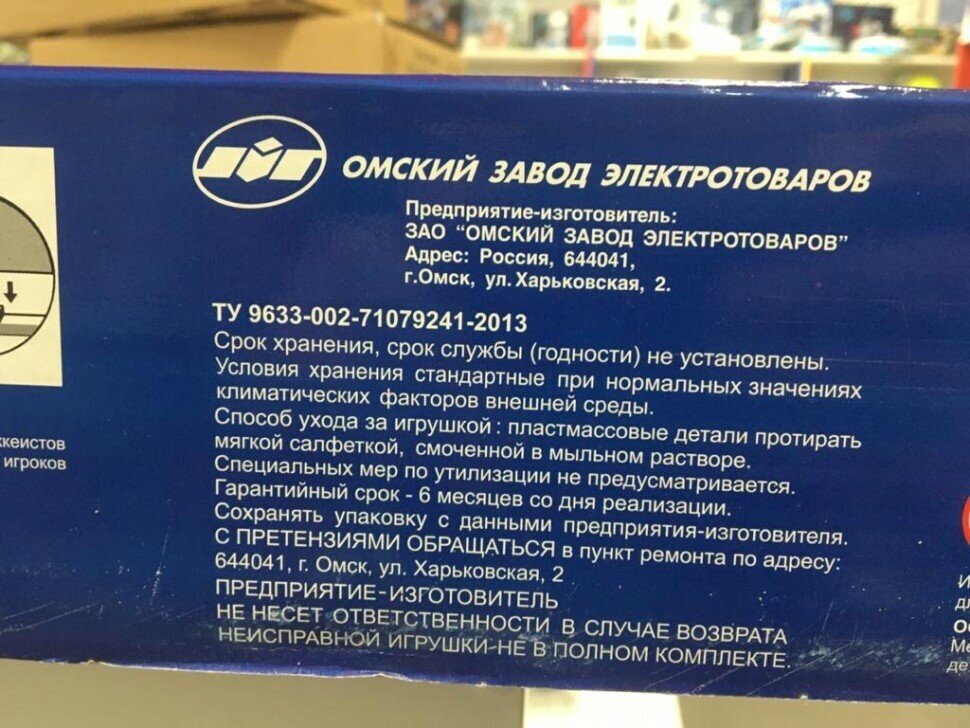 ОМСКИЙ ЗАВОД ЭЛЕКТРОТОВАРОВ
Предприятие-изготовитель:
ЗАО "ОМСКИЙ ЗАВОД ЭЛЕКТРОТОВАРОВ"
Адрес: Россия, 644041,
г.Омск, ул.Харьковская, 2.
ТУ 9633-002-71079241-2013
Срок хранения, срок службы (годности) не установлены.
Условия хранения стандартные при нормальных значениях
климатических факторов внешней среды.
Способ ухода за игрушкой : пластмассовые детали протирать
мягкой салфеткой, смоченной в мыльном растворе.
Специальных мер по утилизации не предусматривается.
Гарантийный срок - 6 месяцев со дня реализации.
Сохранять упаковку с данными предприятия-изготовителя.
С ПРЕТЕНЗИЯМИ ОБРАЩАТЬСЯ в пункт ремонта по адресу:
644041, г. Омск, ул. Харьковская, 2
ПРЕДПРИЯТИЕ-ИЗГОТОВИТЕЛЬ
НЕ НЕСЕТ ОТВЕТСТВЕННОСТИ В СЛУЧАЕ ВОЗВРАТА
НЕИСПРАВНОЙ ИГРУШКИ-НЕ В ПОЛНОМ КОМПЛЕКТЕ.
игроков